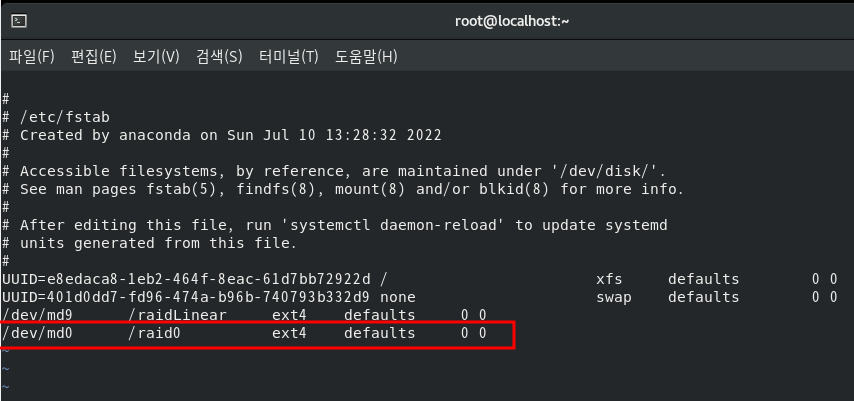 root@localhost:~
파일(F) 편집(E) 보기(V) 검색(S) 터미널(T) 도움말(H)
#
# /etc/fstab
# Created by anaconda on Sun Jul 10 13:28:32 2022
#
# Accessible filesystems, by reference, are maintained under '/dev/disk/'.
# See man pages fstab(5), findfs(8), mount(8) and/or blkid(8) for more info.
#
# After editing this file, run 'systemctl daemon-reload' to update systemd
# units generated from this file.
#
UUID=e8edaca8-1eb2-464f-8eac-61d7bb72922d / xfs defaults 0 0
UUID=401d0dd7-fd96-474a-b96b-740793b332d9 none swap defaults 0 0
/dev/md9 /raidLinear ext4 defaults 0 0
/dev/md0 /raid0 ext4 defaults 0 0
~
~
~